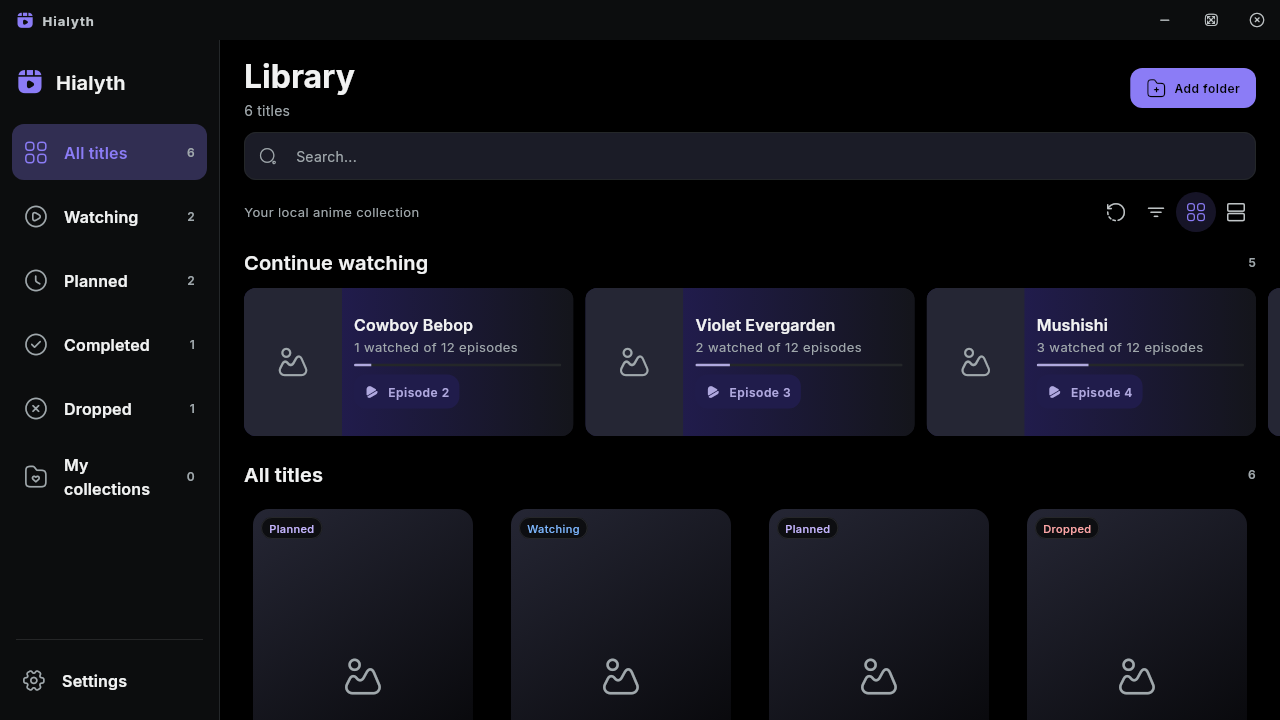 Hialyth
Hialyth
All titles 6
Watching 2
Planned 2
Completed 1
Dropped 1
My
collections 0
Settings
Library
6 titles
Add folder
Search...
Your local anime collection
Continue watching 5
Cowboy Bebop
1 watched of 12 episodes
Episode 2
Violet Evergarden
2 watched of 12 episodes
Episode 3
Mushishi
3 watched of 12 episodes
Episode 4
All titles 6
Planned
Watching
Planned
Dropped